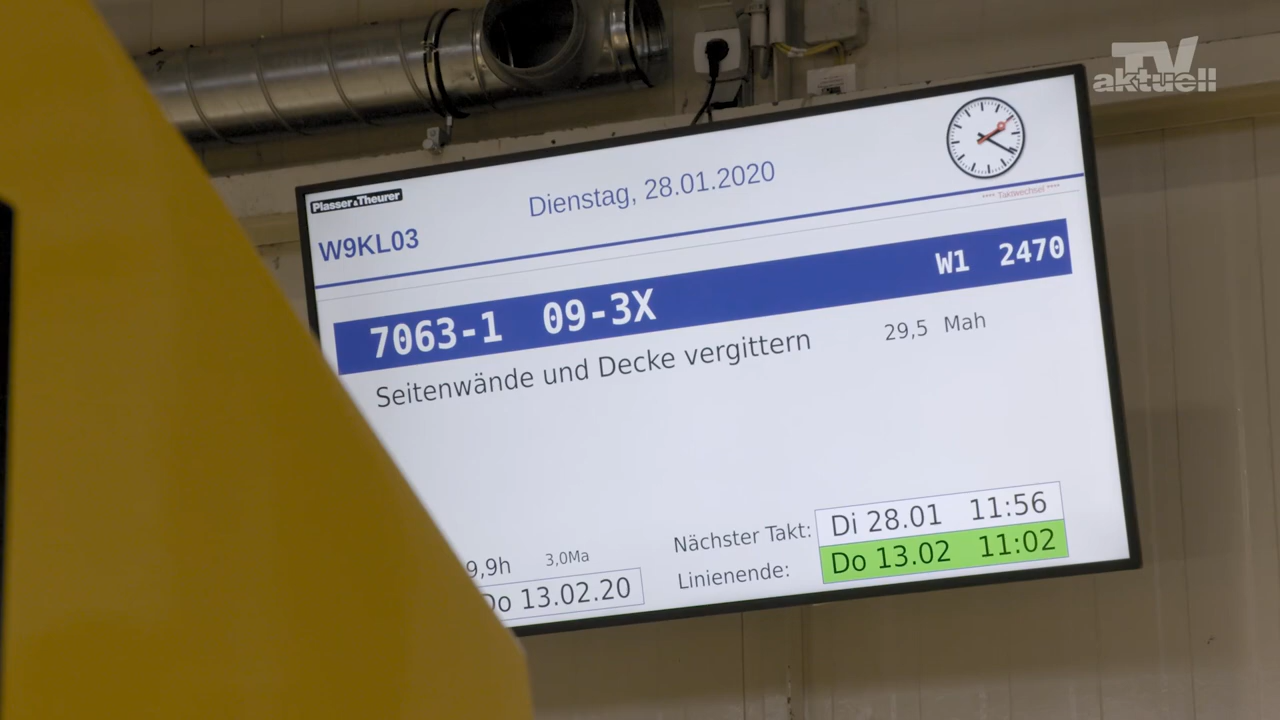 TV
aktuell
Plasser&Theurer
Dienstag, 28.01.2020
W9KL03
**** Taktwechsel ****
7063-1 09-3X W1 2470
Seitenwände und Decke vergittern 29,5 Mah
9,9h 3,0Ma
Nächster Takt: Di 28.01 11:56
Do 13.02.20
Linienende: Do 13.02 11:02